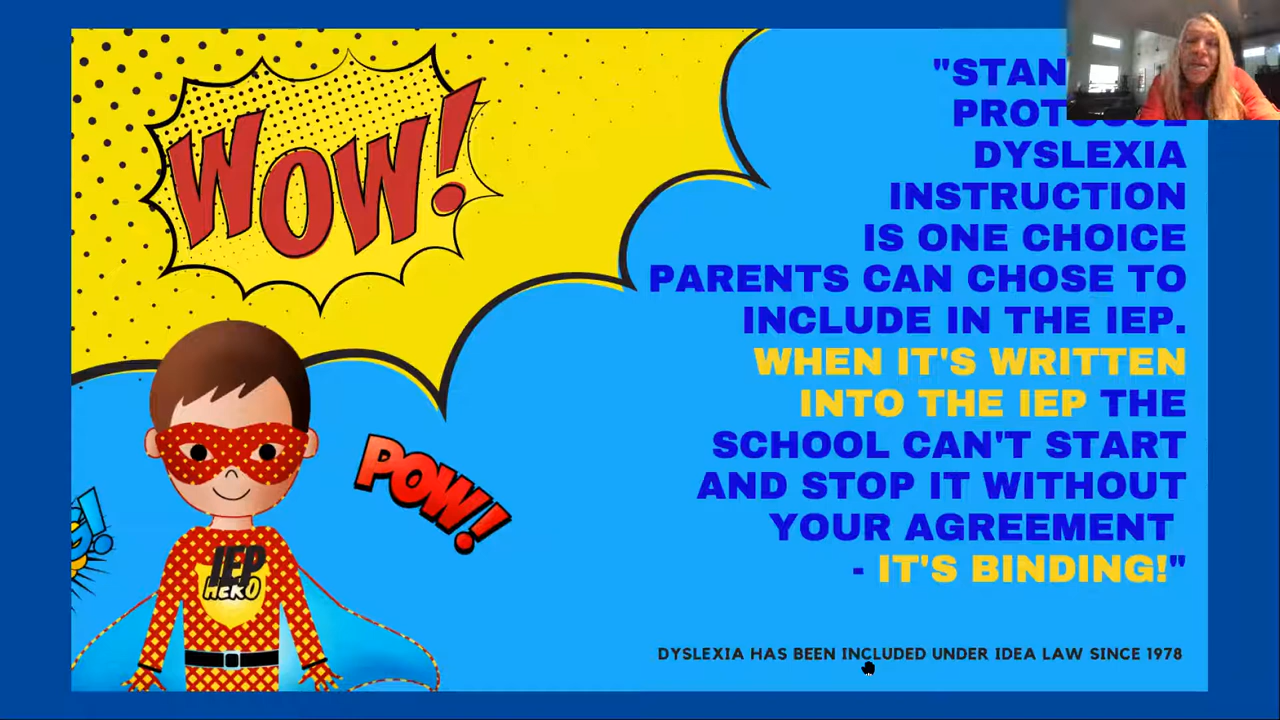 WOW!
"STAN
PROTOCOL
DYSLEXIA
INSTRUCTION
IS ONE CHOICE
PARENTS CAN CHOSE TO
INCLUDE IN THE IEP.
WHEN IT'S WRITTEN
INTO THE IEP THE
SCHOOL CAN'T START
AND STOP IT WITHOUT
YOUR AGREEMENT
- IT'S BINDING!"
POW!
IEP
HERO
DYSLEXIA HAS BEEN INCLUDED UNDER IDEA LAW SINCE 1978